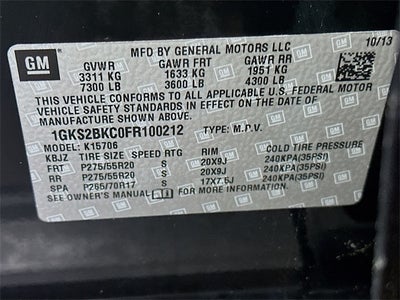 GM
MFD BY GENERAL MOTORS LLC 10/13
GVWR GAWR FRT GAWR RR
3311 KG 1633 KG 1951 KG
7300 LB 3600 LB 4300 LB
THIS VEHICLE CONFORMS TO ALL APPLICABLE U.S. FEDERAL MOTOR
VEHICLE SAFETY STANDARDS IN EFFECT ON THE DATE OF
MANUFACTURE SHOWN ABOVE.
1GKS2BKC0FR100212 TYPE: M.P.V.
MODEL: K15706
KBJZ TIRE SIZE SPEED RTG RIM COLD TIRE PRESSURE
FRT P275/55R20 S 20X9J 240KPA(35PSI)
RR P275/55R20 S 20X9J 240KPA(35PSI)
SPA P265/70R17 S 17X7.5J 240KPA(35PSI)
SEE OWNER'S MANUAL FOR ADDITIONAL INFORMATION